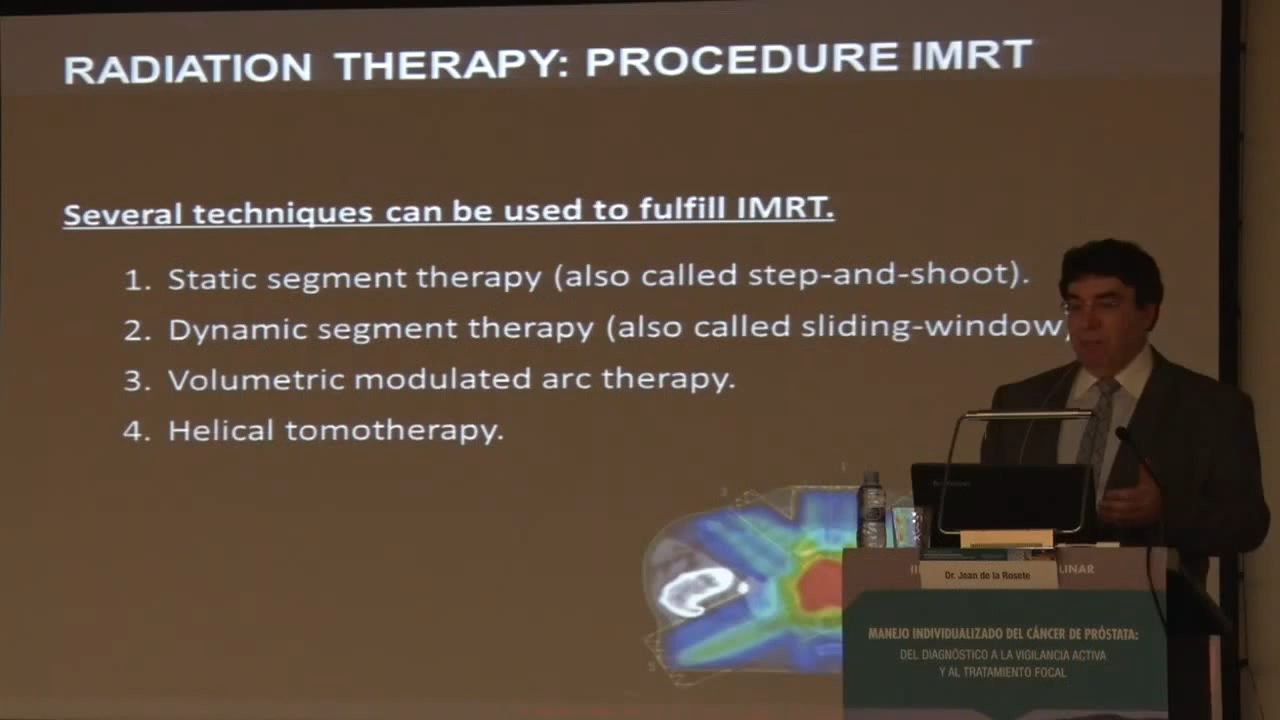 RADIATION THERAPY: PROCEDURE IMRT
Several techniques can be used to fulfill IMRT.
1. Static segment therapy (also called step-and-shoot).
2. Dynamic segment therapy (also called sliding-window)
3. Volumetric modulated arc therapy.
4. Helical tomotherapy.
Dr. Jean de la Rosete
LINAR
MANEJO INDIVIDUALIZADO DEL CÁNCER DE PRÓSTATA:
DEL DIAGNÓSTICO A LA VIGILANCIA ACTIVA
Y AL TRATAMIENTO FOCAL